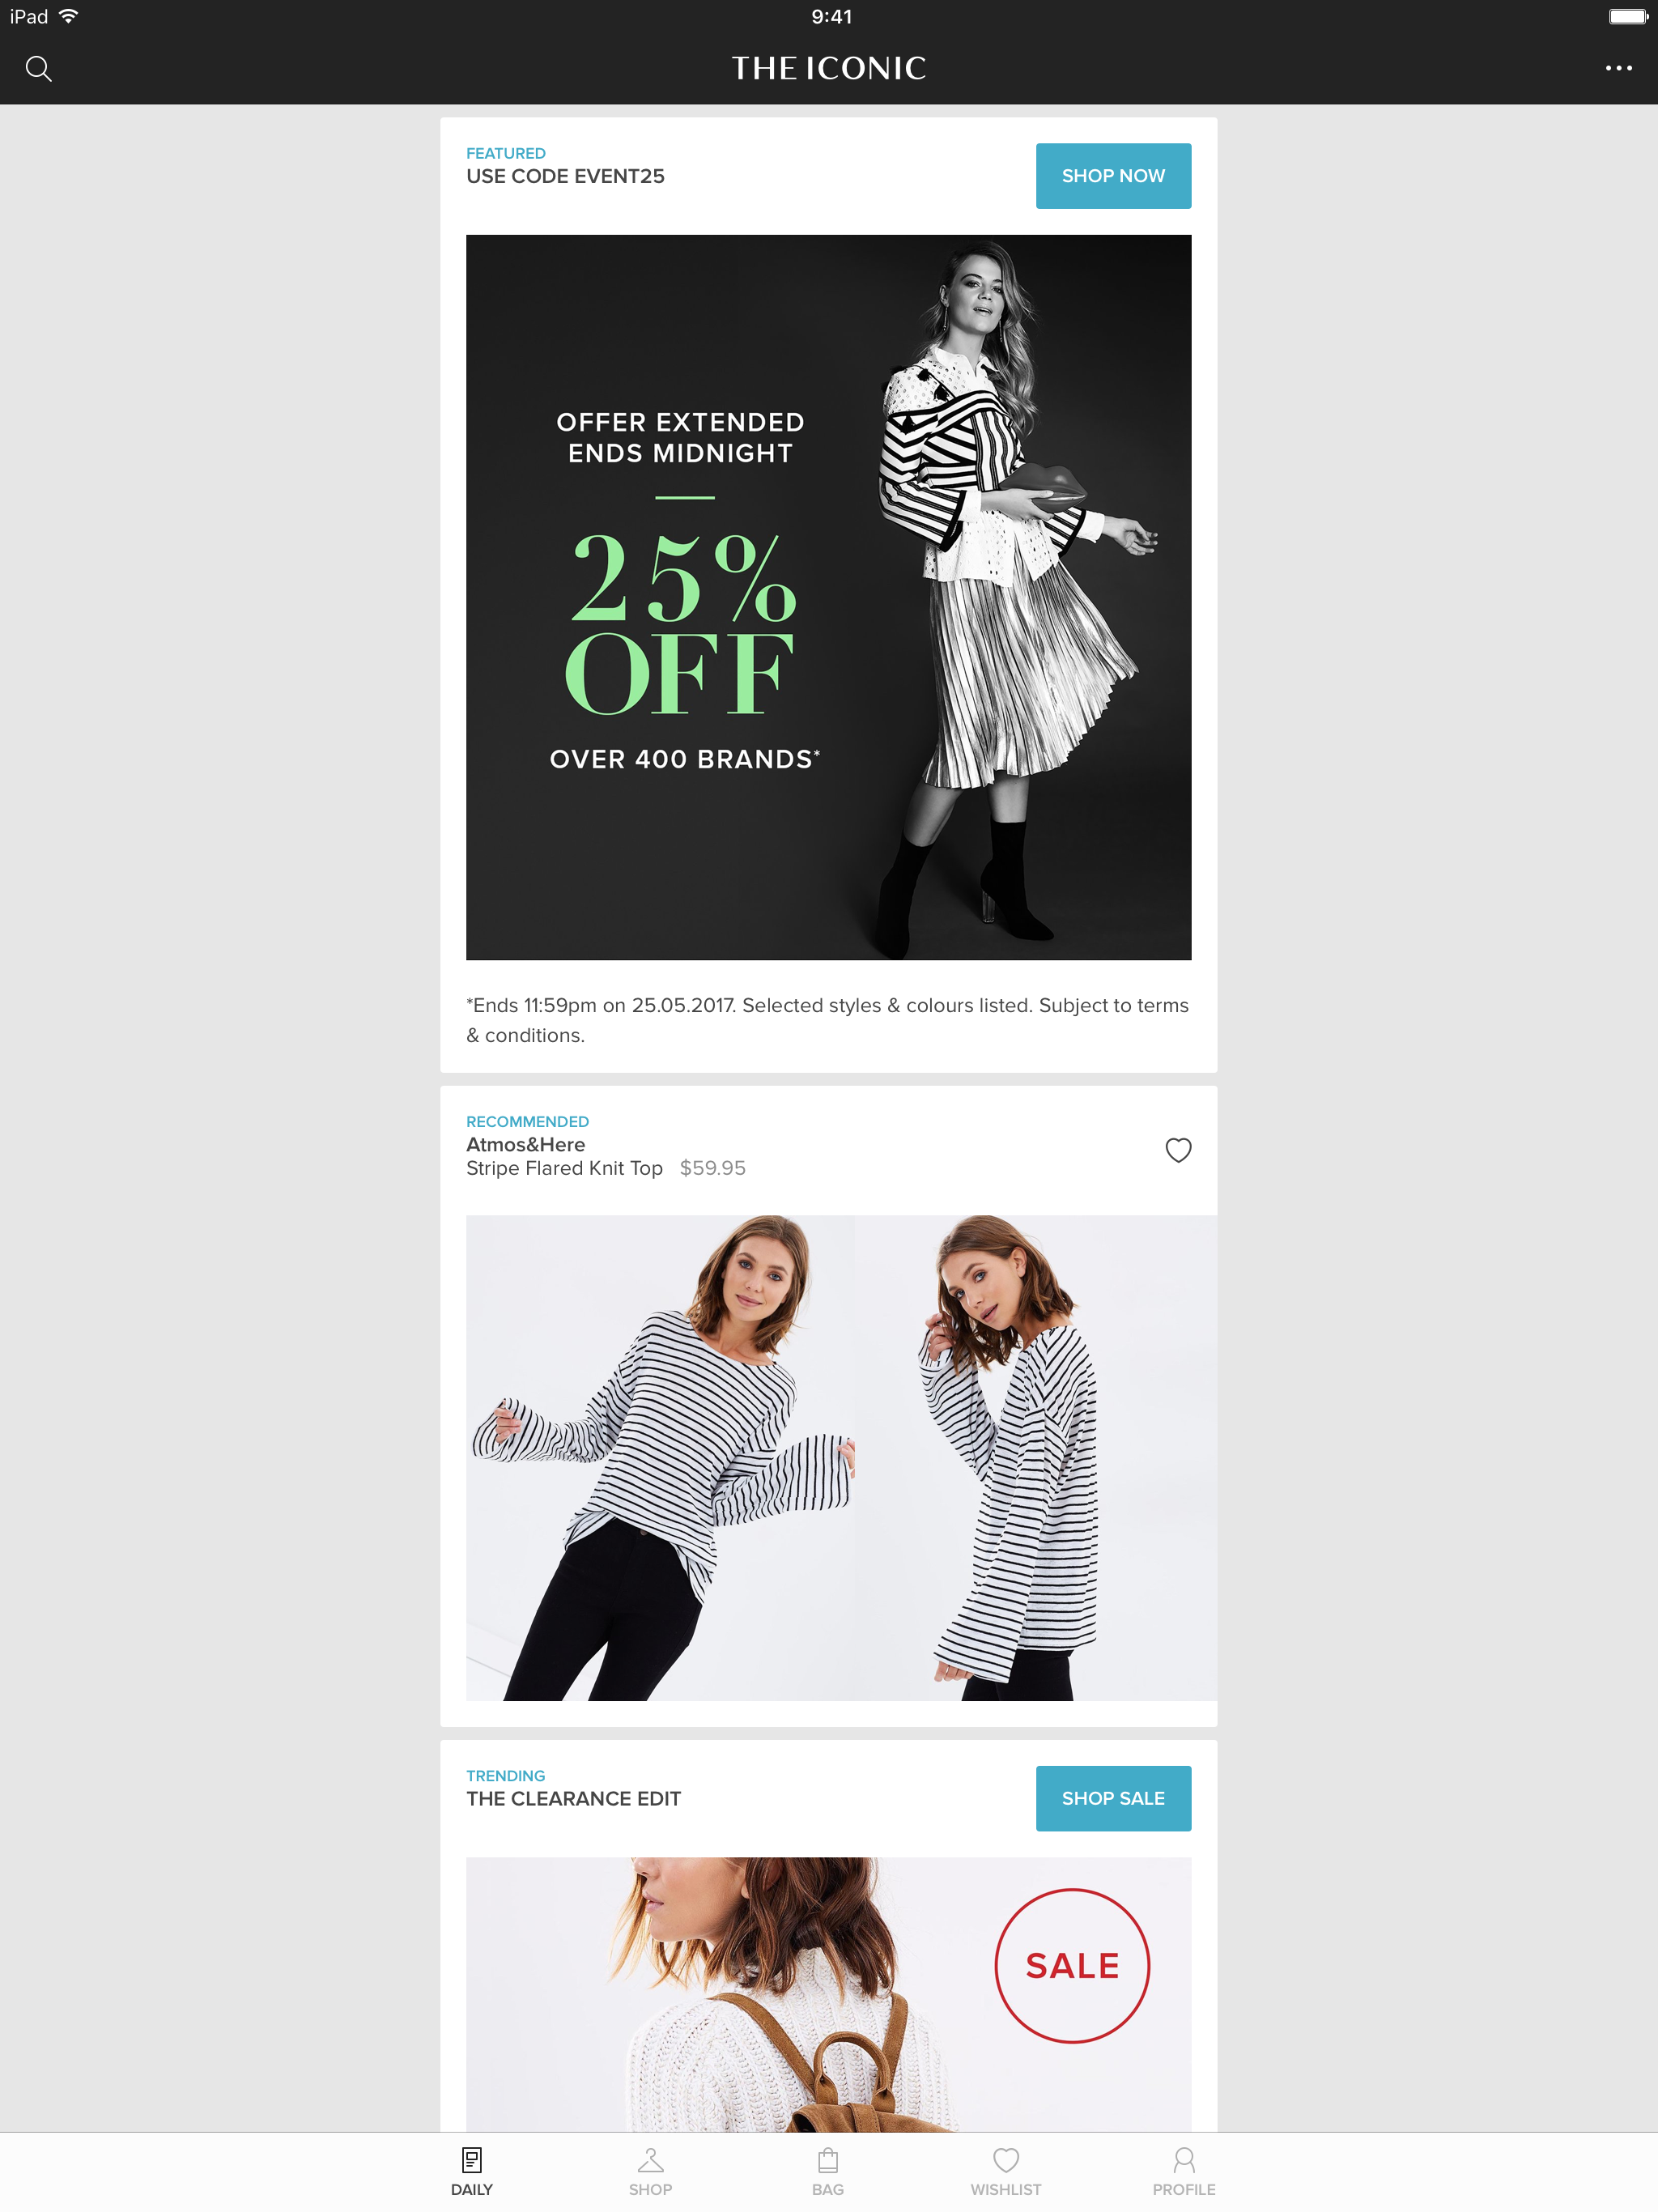 iPad
9:41
THE ICONIC
FEATURED
USE CODE EVENT25
SHOP NOW
OFFER EXTENDED
ENDS MIDNIGHT
25%
OFF
OVER 400 BRANDS*
*Ends 11:59pm on 25.05.2017. Selected styles & colours listed. Subject to terms
& conditions.
RECOMMENDED
Atmos&Here
Stripe Flared Knit Top $59.95
TRENDING
THE CLEARANCE EDIT
SHOP SALE
SALE
DAILY
SHOP
BAG
WISHLIST
PROFILE